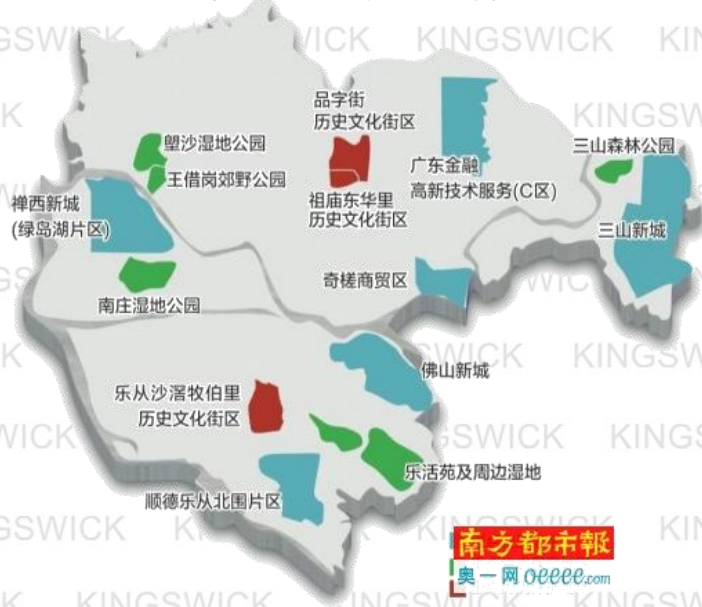 KINGSWICK
KINGSWICK
品字街
历史文化街区
塱沙湿地公园
王借岗郊野公园
广东金融
高新技术服务(C区)
三山森林公园
禅西新城
(绿岛湖片区)
祖庙东华里
历史文化街区
三山新城
奇槎商贸区
南庄湿地公园
佛山新城
乐从沙滘牧伯里
历史文化街区
乐活苑及周边湿地
顺德乐从北围片区
南方都市報
奥一网 oeeee.com
KINGSWICK
KINGSWICK
KINGSWICK